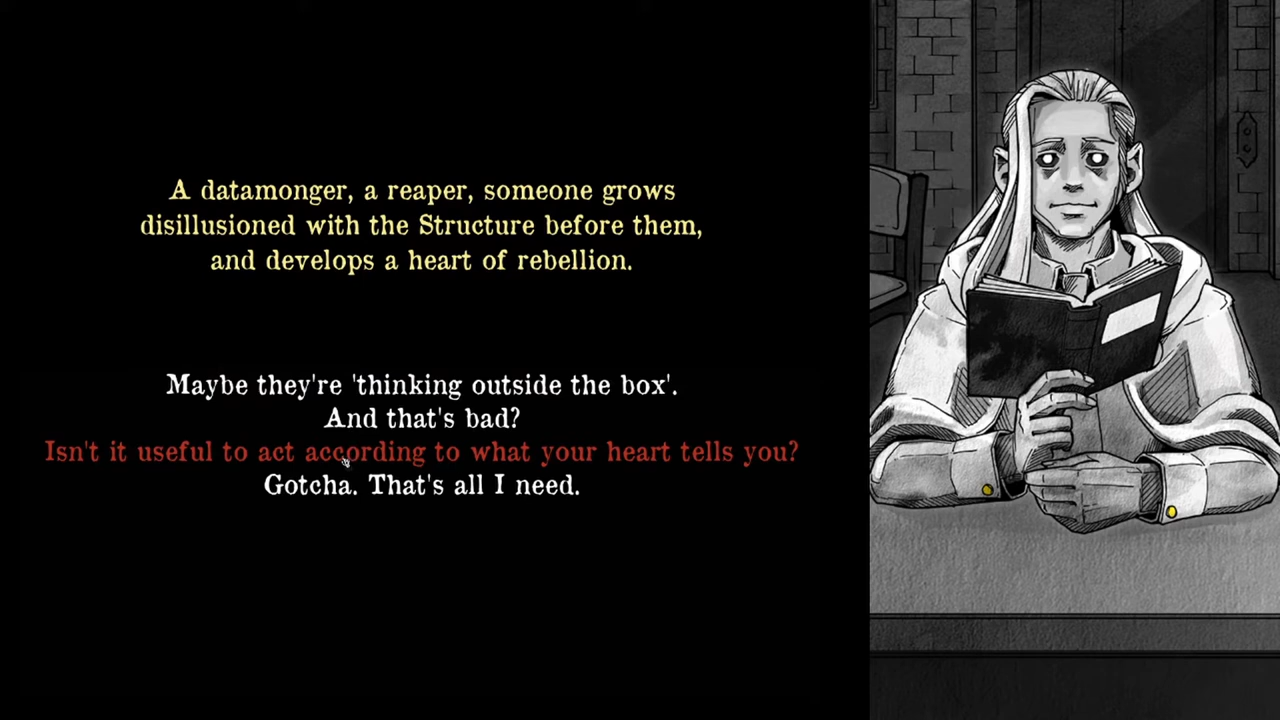 A datamonger, a reaper, someone grows
disillusioned with the Structure before them,
and develops a heart of rebellion.
Maybe they're 'thinking outside the box'.
And that's bad?
Isn't it useful to act according to what your heart tells you?
Gotcha. That's all I need.